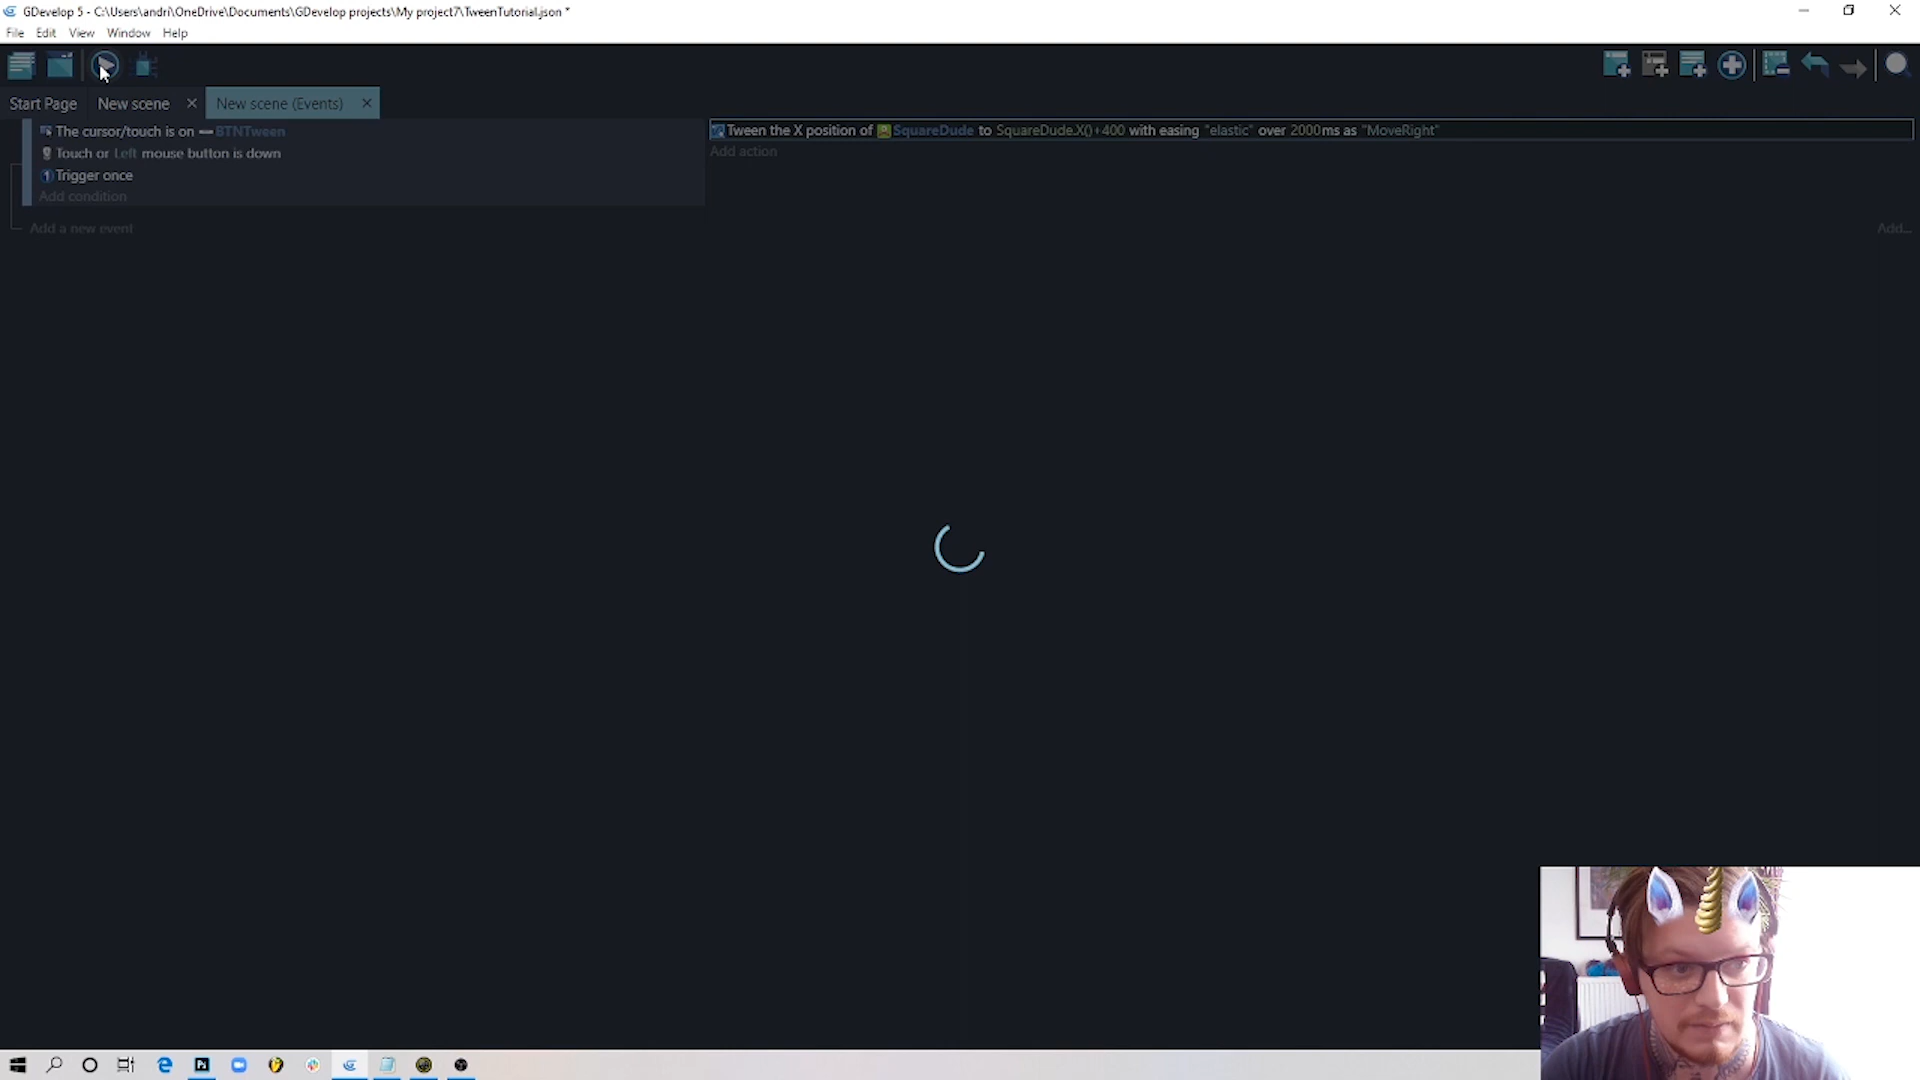 GDevelop 5 - C:\Users\andri\OneDrive\Documents\GDevelop projects\My project7\TweenTutorial.json *
File Edit View Window Help
Start Page New scene × New scene (Events) ×
The cursor/touch is on BTNTween
Touch or Left mouse button is down
Trigger once
Add condition
Tween the X position of SquareDude to SquareDude.X()+400 with easing "elastic" over 2000ms as "MoveRight"
Add action
Add a new event
Add...